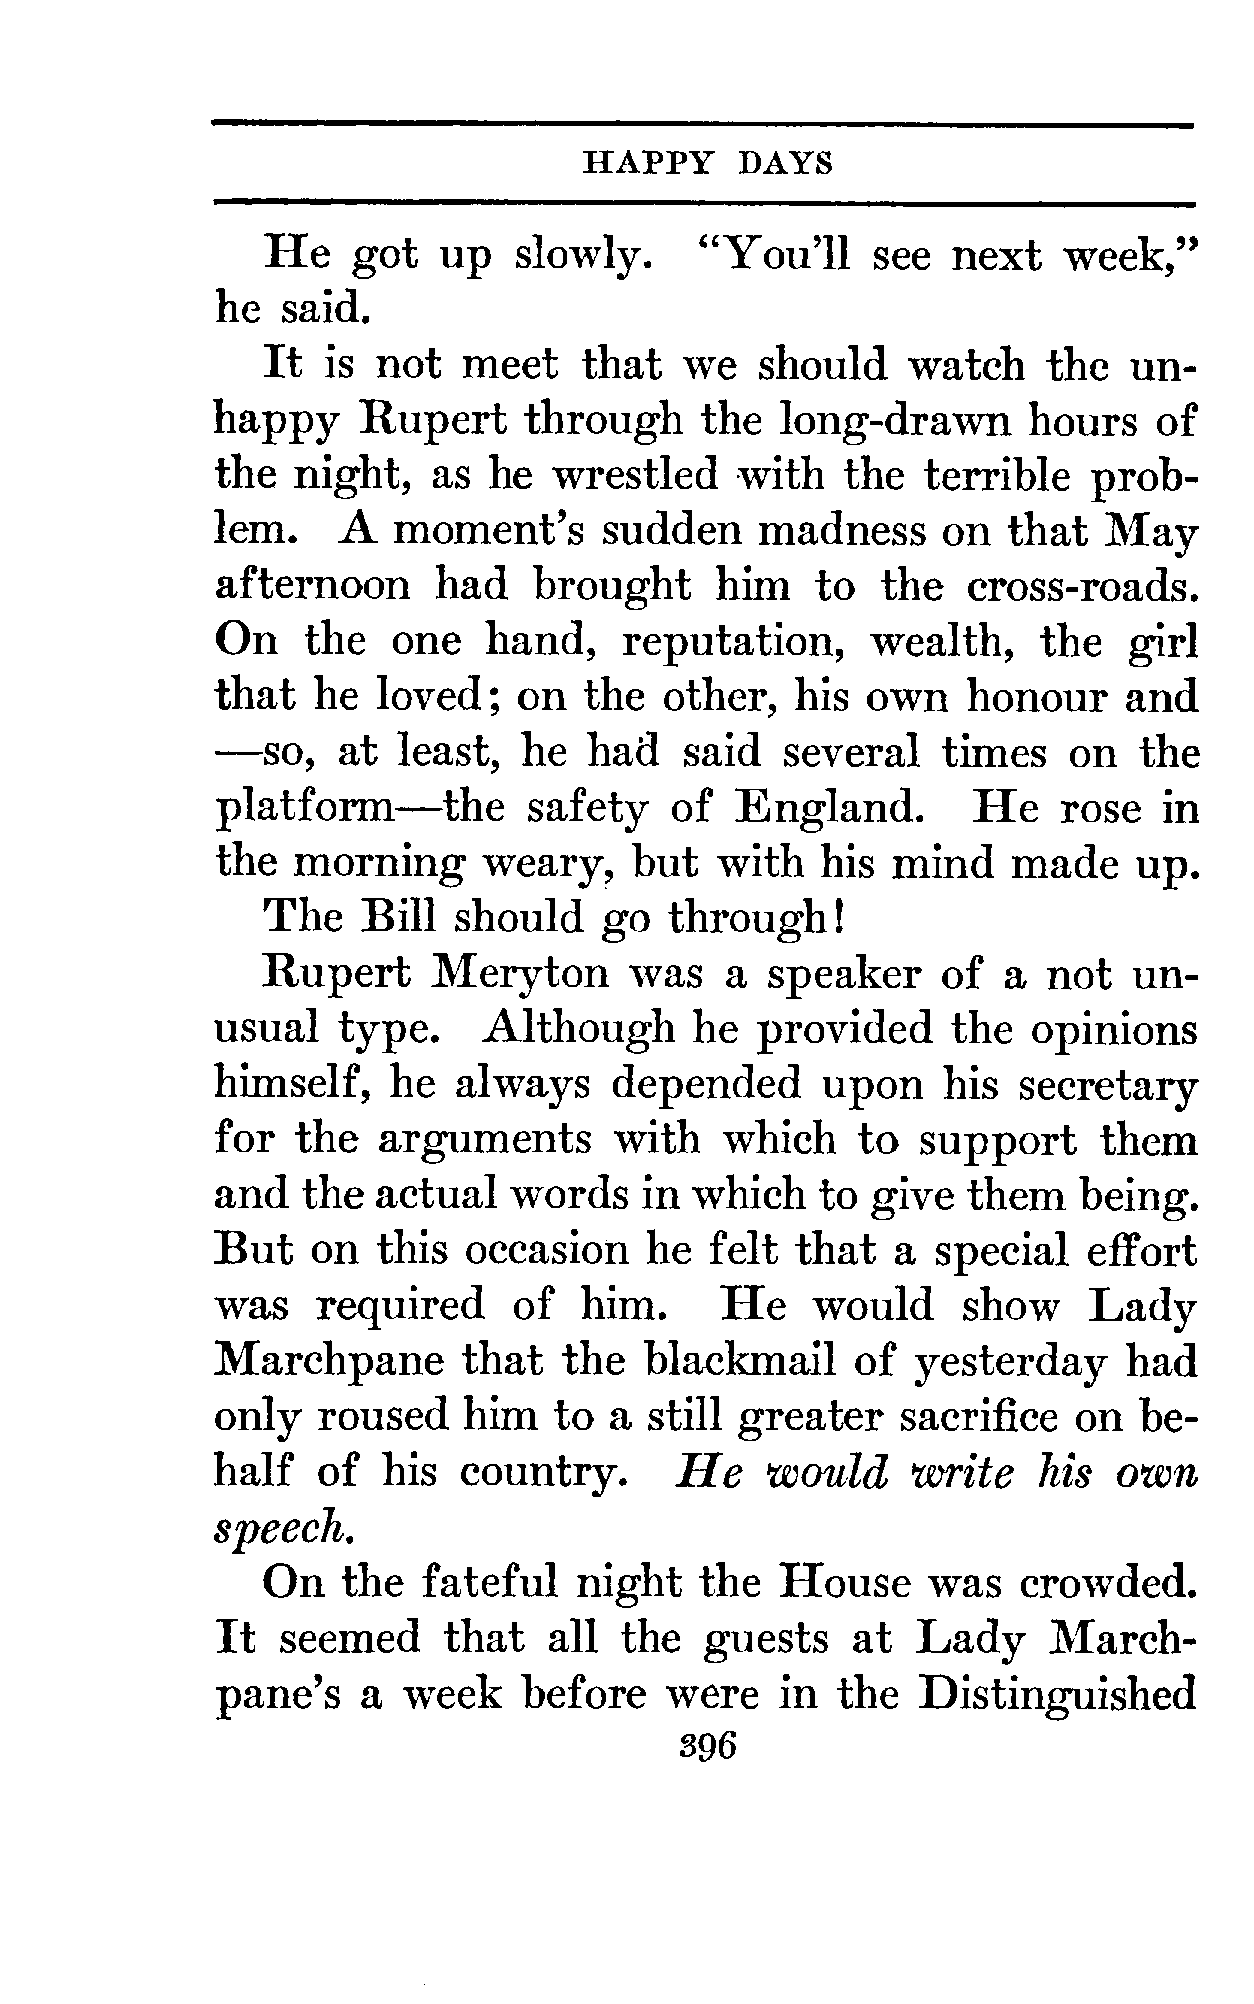 HAPPY DAYS
He got up slowly. "You'll see next week,"
he said.
It is not meet that we should watch the un-
happy Rupert through the long-drawn hours of
the night, as he wrestled with the terrible prob-
lem. A moment's sudden madness on that May
afternoon had brought him to the cross-roads.
On the one hand, reputation, wealth, the girl
that he loved; on the other, his own honour and
—so, at least, he had said several times on the
platform—the safety of England. He rose in
the morning weary, but with his mind made up.
The Bill should go through!
Rupert Meryton was a speaker of a not un-
usual type. Although he provided the opinions
himself, he always depended upon his secretary
for the arguments with which to support them
and the actual words in which to give them being.
But on this occasion he felt that a special effort
was required of him. He would show Lady
Marchpane that the blackmail of yesterday had
only roused him to a still greater sacrifice on be-
half of his country. He would write his own
speech.
On the fateful night the House was crowded.
It seemed that all the guests at Lady March-
pane's a week before were in the Distinguished
396